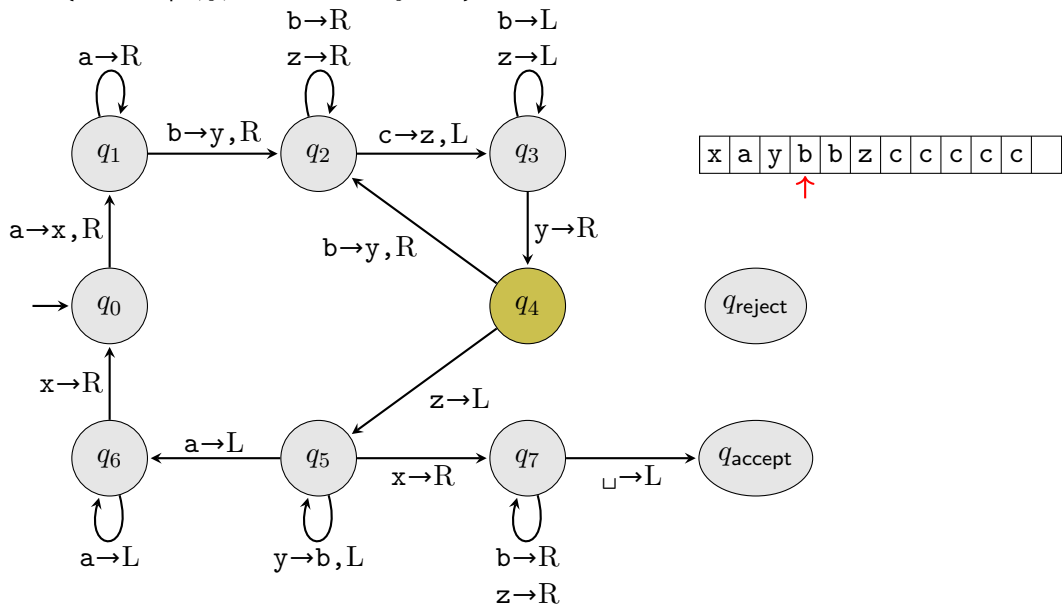 b→R
z→R
b→L
z→L
a→R
q1
b→y,R
q2
c→z,L
q3
x a y b b z c c c c c
a→x,R
b→y,R
y→R
q0
q4
qreject
x→R
z→L
q6
a→L
q5
x→R
q7
␣→L
qaccept
a→L
y→b,L
b→R
z→R